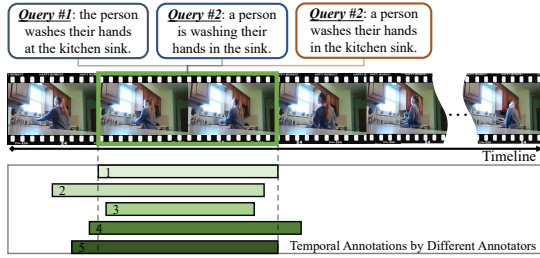 Query #1: the person
washes their hands
at the kitchen sink.
Query #2: a person
is washing their
hands in the sink.
Query #2: a person
washes their hands
in the kitchen sink.
...
Timeline
1
2
3
4
5
Temporal Annotations by Different Annotators